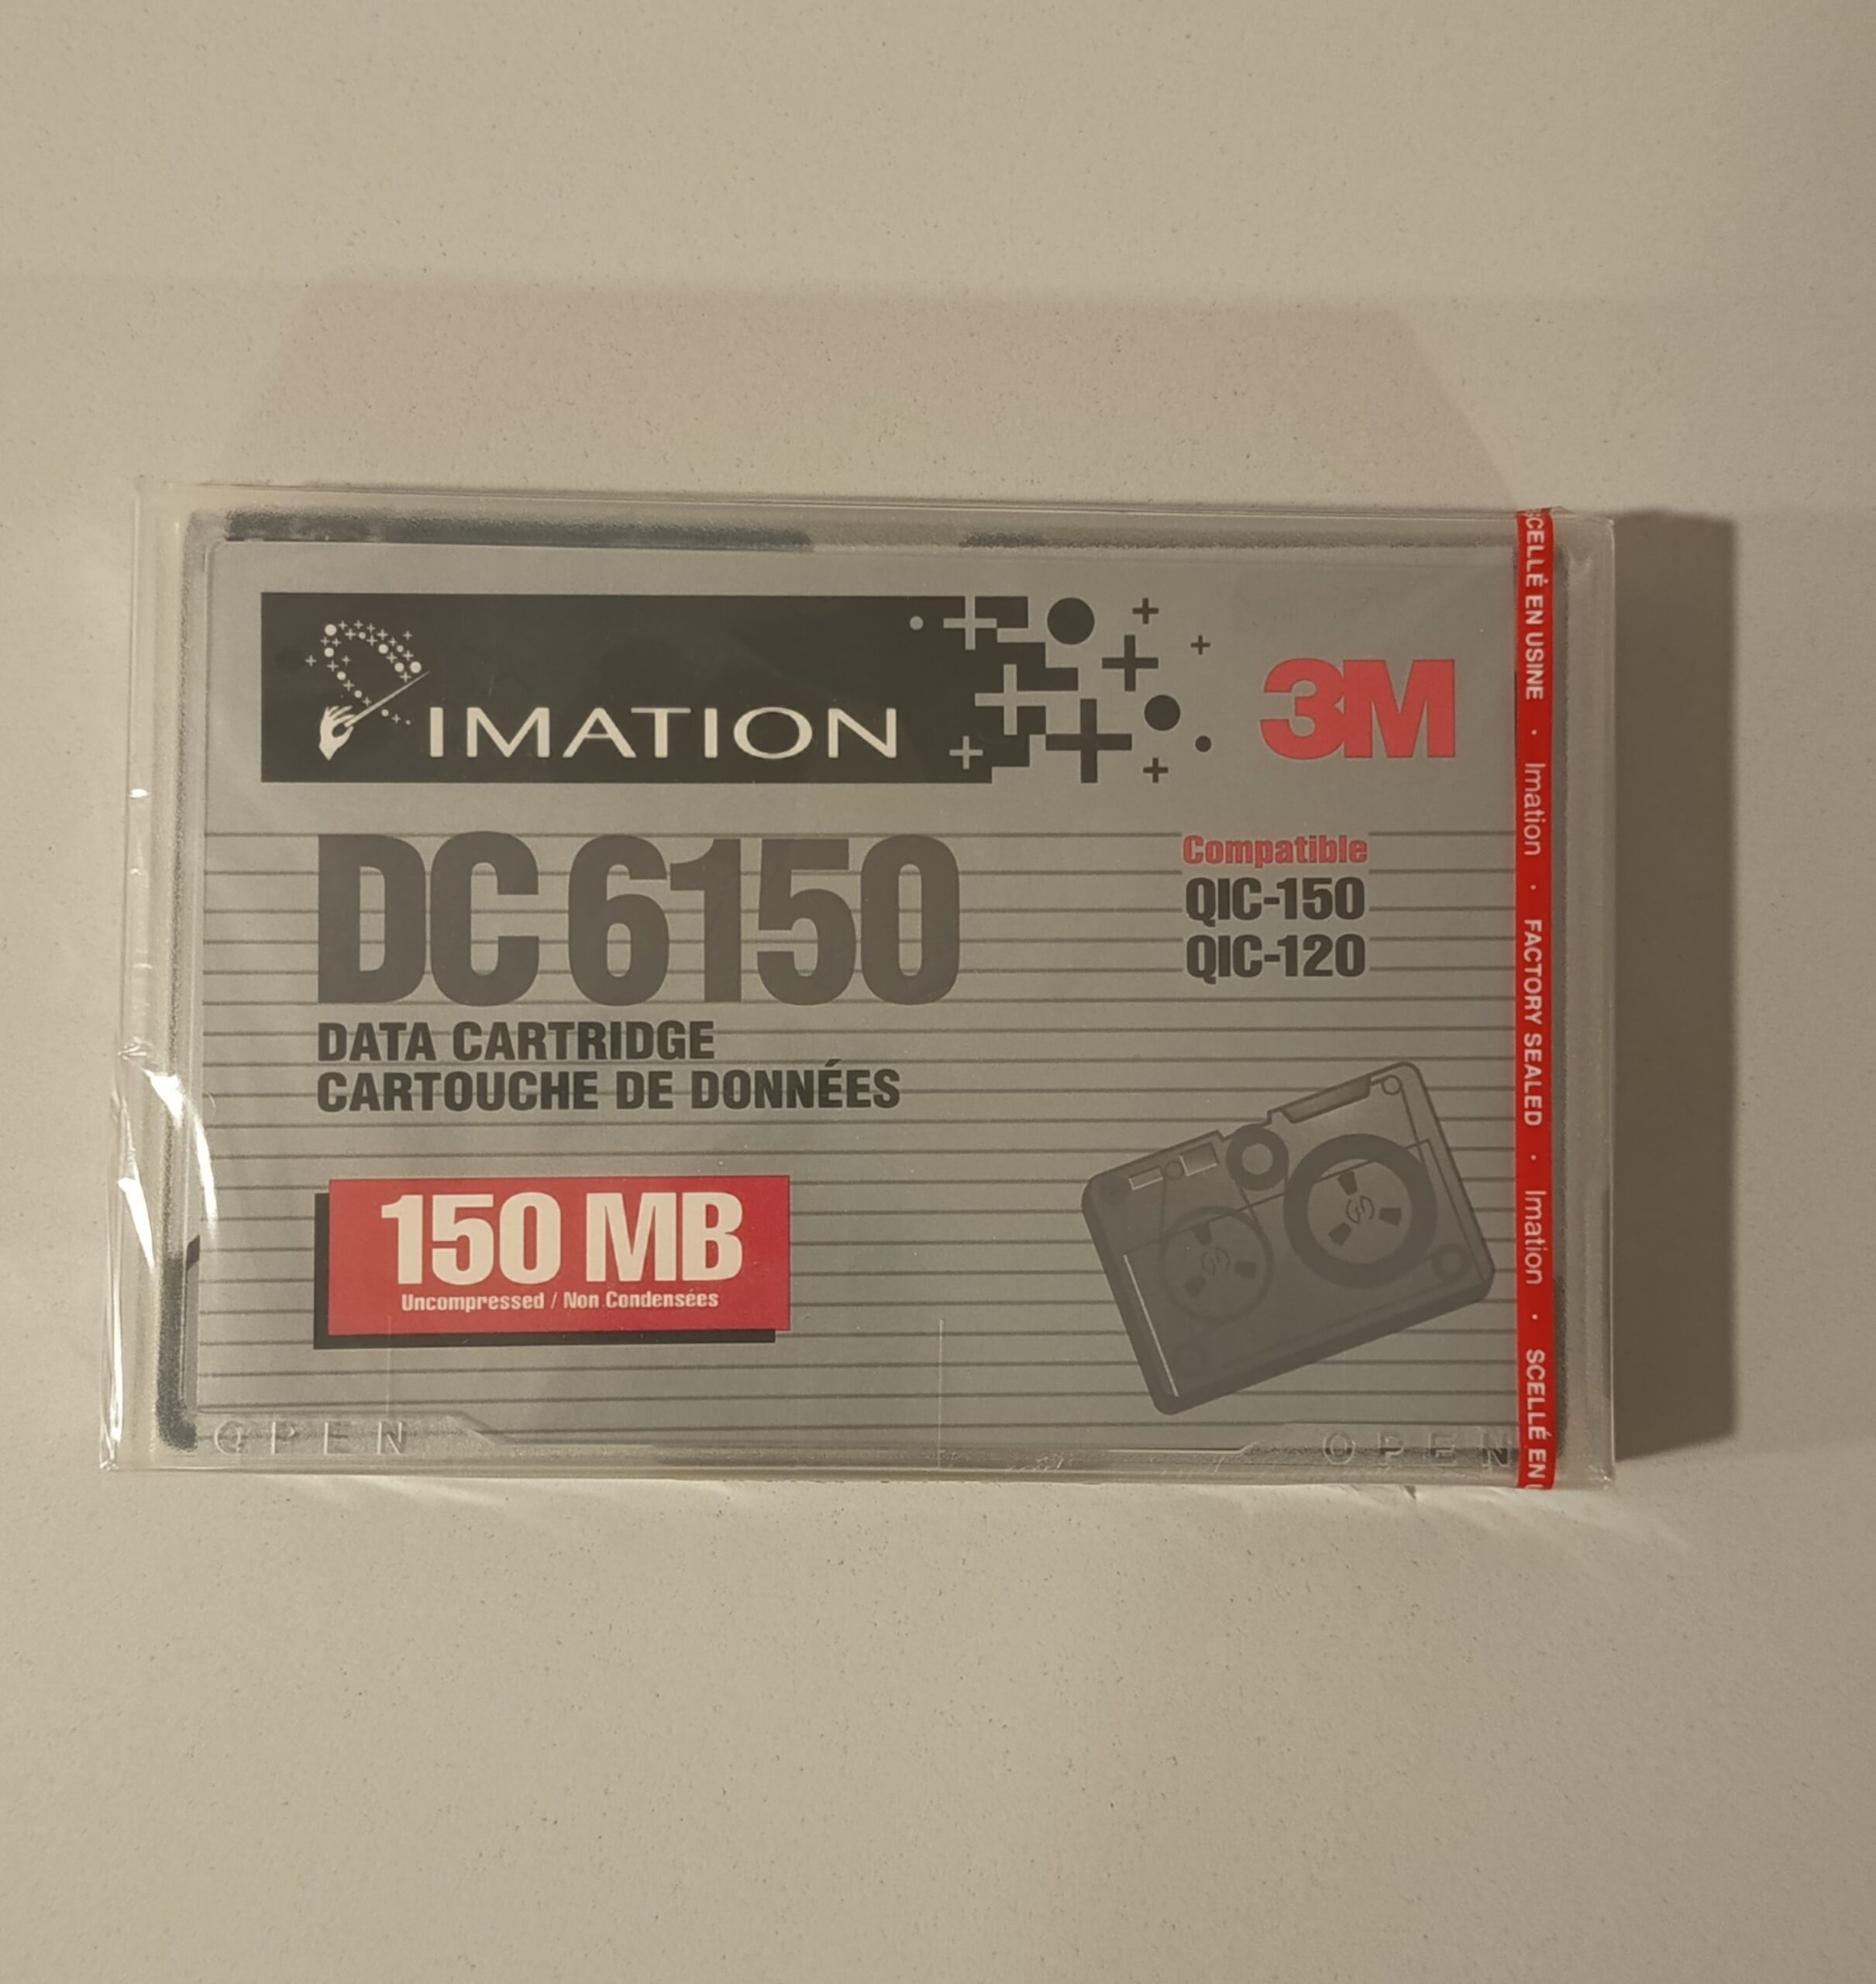 IMATION
3M
DC 6150
Compatible
QIC-150
QIC-120
DATA CARTRIDGE
CARTOUCHE DE DONNÉES
150 MB
Uncompressed / Non Condensées
OPEN
OPEN
SCELLÉ EN USINE · Imation · FACTORY SEALED · Imation · SCELLÉ EN